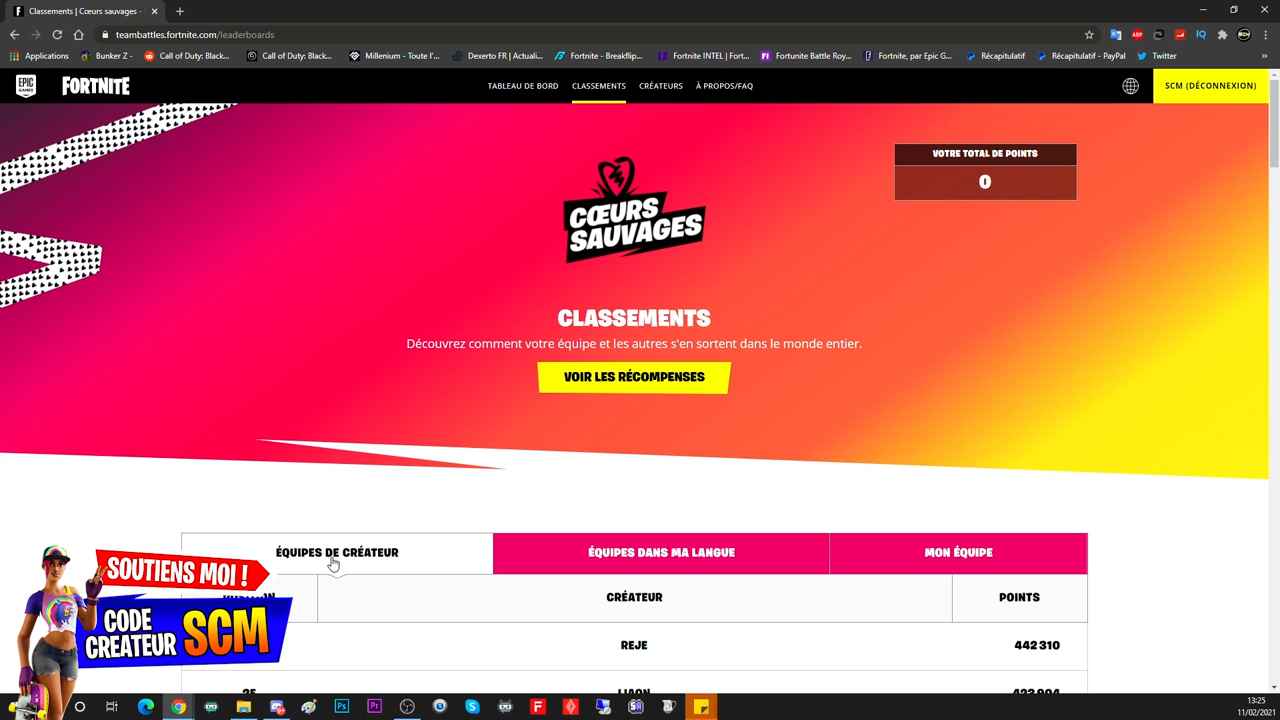 Classements | Cœurs sauvages -
teambattles.fortnite.com/leaderboards
Applications
Bunker Z -
Call of Duty: Black...
Call of Duty: Black...
Millenium - Toute l'...
Dexerto FR | Actuali...
Fortnite - Breakflip...
Fortnite INTEL | Fort...
Fortunite Battle Roy...
Fortnite, par Epic G...
Récapitulatif
Récapitulatif - PayPal
Twitter
EPIC GAMES
FORTNITE
TABLEAU DE BORD
CLASSEMENTS
CRÉATEURS
À PROPOS/FAQ
SCM (DÉCONNEXION)
VOTRE TOTAL DE POINTS
0
CŒURS
SAUVAGES
CLASSEMENTS
Découvrez comment votre équipe et les autres s'en sortent dans le monde entier.
VOIR LES RÉCOMPENSES
ÉQUIPES DE CRÉATEUR
ÉQUIPES DANS MA LANGUE
MON ÉQUIPE
CRÉATEUR
POINTS
REJE
442 310
SOUTIENS MOI !
CODE
CREATEUR
SCM
13:25
11/02/2021